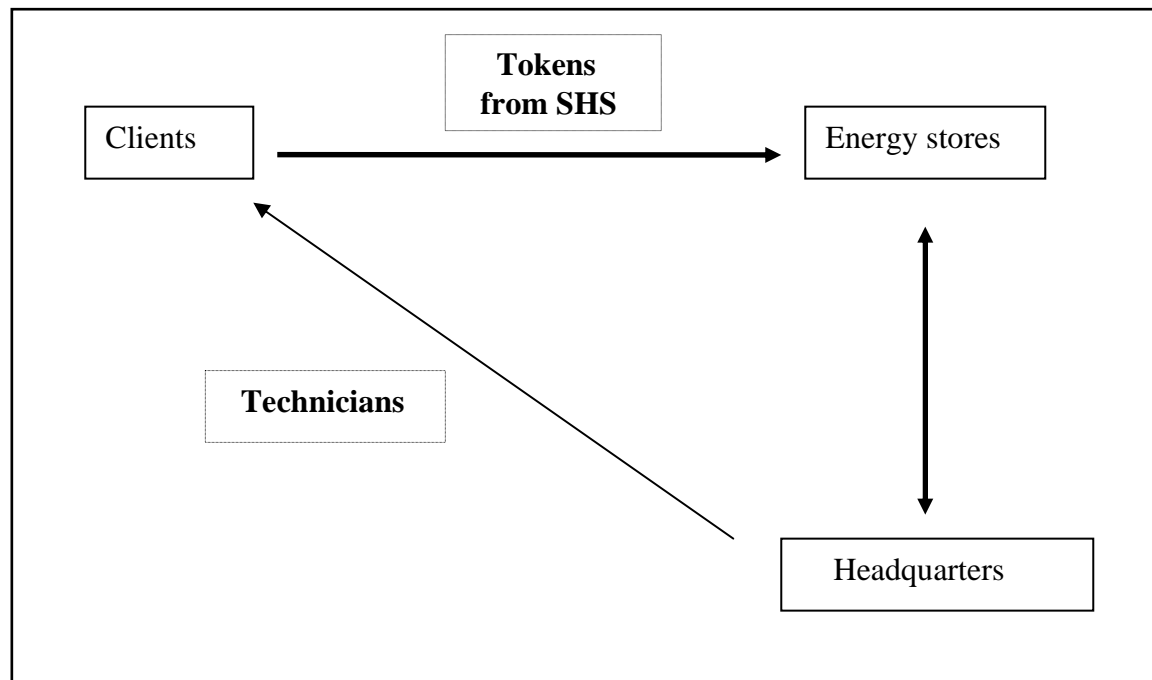 Tokens
from SHS
Clients
Energy stores
Technicians
Headquarters